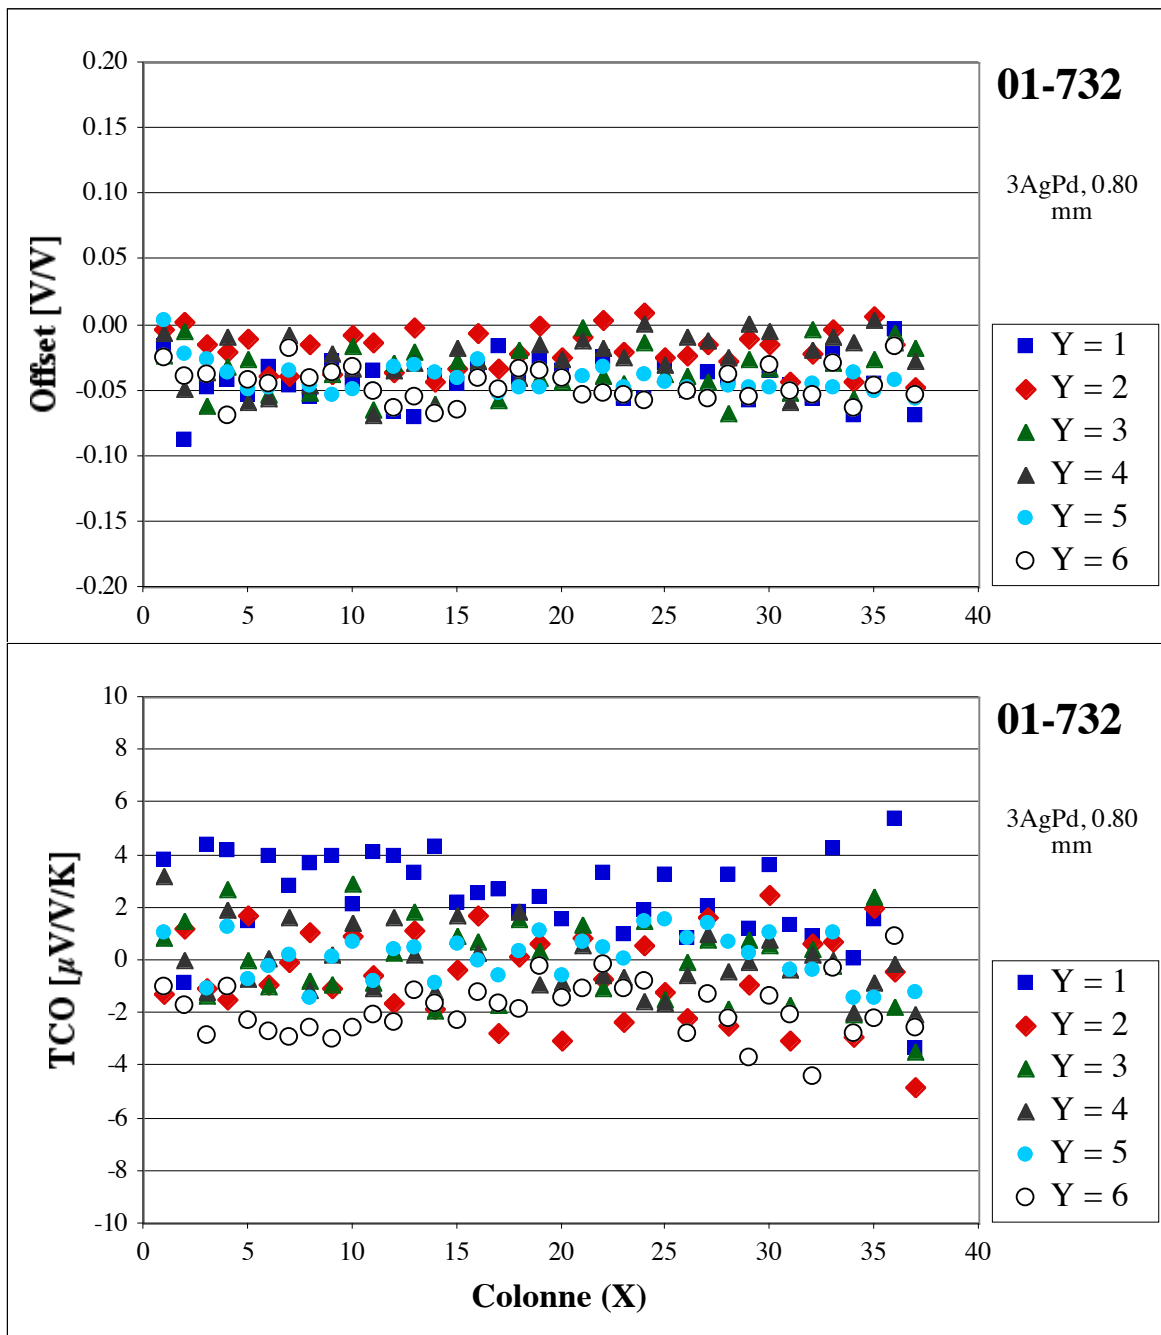 01-732
3AgPd, 0.80
mm
Offset [V/V]
0.20
0.15
0.10
0.05
0.00
-0.05
-0.10
-0.15
-0.20
0 5 10 15 20 25 30 35 40
Y = 1
Y = 2
Y = 3
Y = 4
Y = 5
Y = 6
01-732
3AgPd, 0.80
mm
TCO [µV/V/K]
10
8
6
4
2
0
-2
-4
-6
-8
-10
0 5 10 15 20 25 30 35 40
Colonne (X)
Y = 1
Y = 2
Y = 3
Y = 4
Y = 5
Y = 6